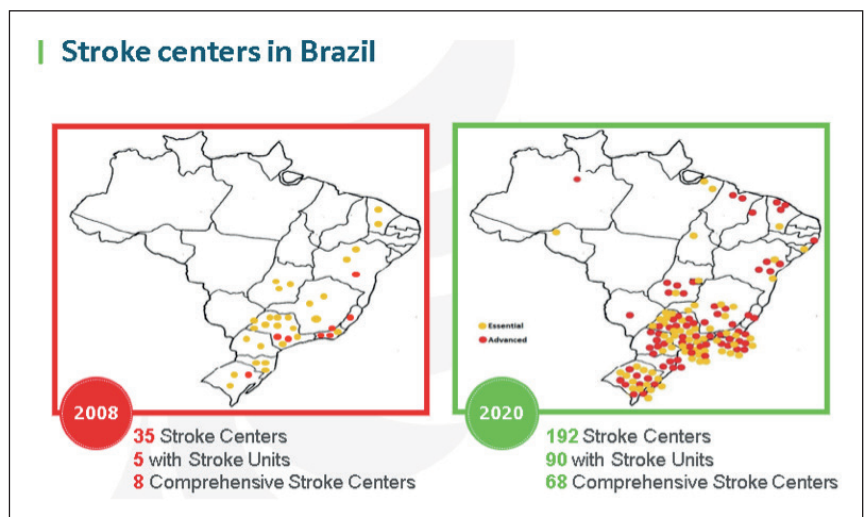 Stroke centers in Brazil
Essential
Advanced
2008
35 Stroke Centers
5 with Stroke Units
8 Comprehensive Stroke Centers
2020
192 Stroke Centers
90 with Stroke Units
68 Comprehensive Stroke Centers